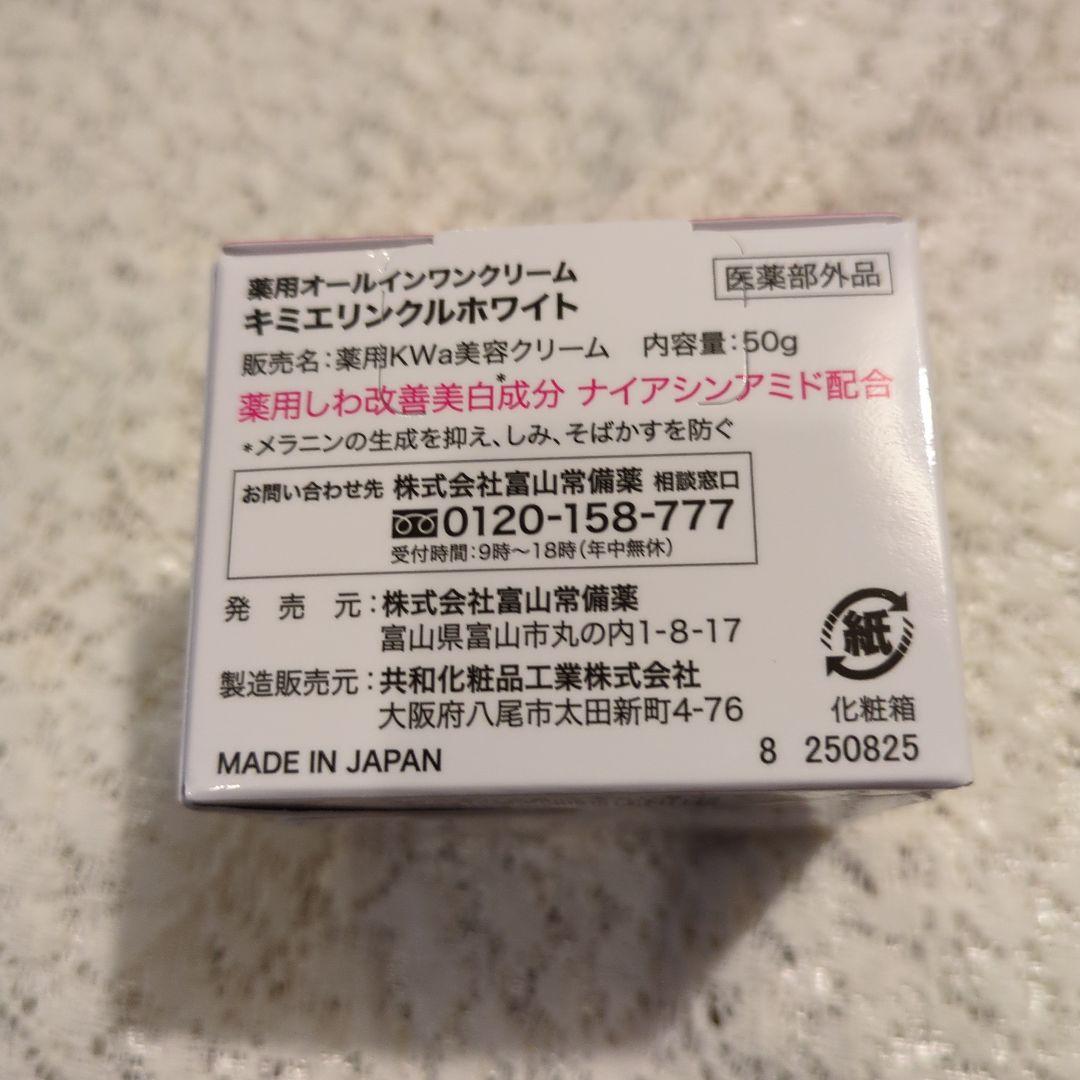 薬用オールインワンクリーム
キミエリンクルホワイト
医薬部外品
販売名:薬用KWa美容クリーム 内容量:50g
薬用しわ改善美白*成分 ナイアシンアミド配合
*メラニンの生成を抑え、しみ、そばかすを防ぐ
お問い合わせ先 株式会社富山常備薬 相談窓口
0120-158-777
受付時間:9時〜18時(年中無休)
発売元:株式会社富山常備薬
富山県富山市丸の内1-8-17
製造販売元:共和化粧品工業株式会社
大阪府八尾市太田新町4-76
紙
化粧箱
MADE IN JAPAN
8 250825